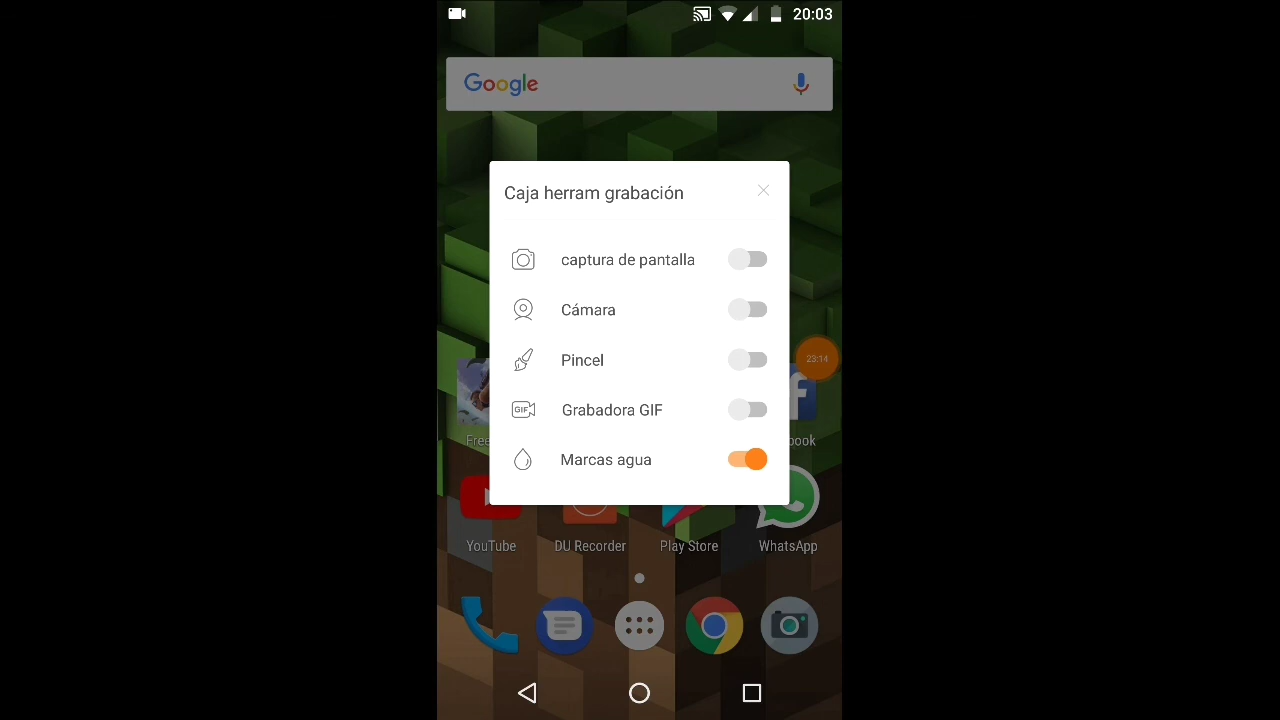 20:03
Google
Caja herram grabación
captura de pantalla
Cámara
Pincel
23:14
Grabadora GIF
GIF
Marcas agua
Free
book
YouTube
DU Recorder
Play Store
WhatsApp